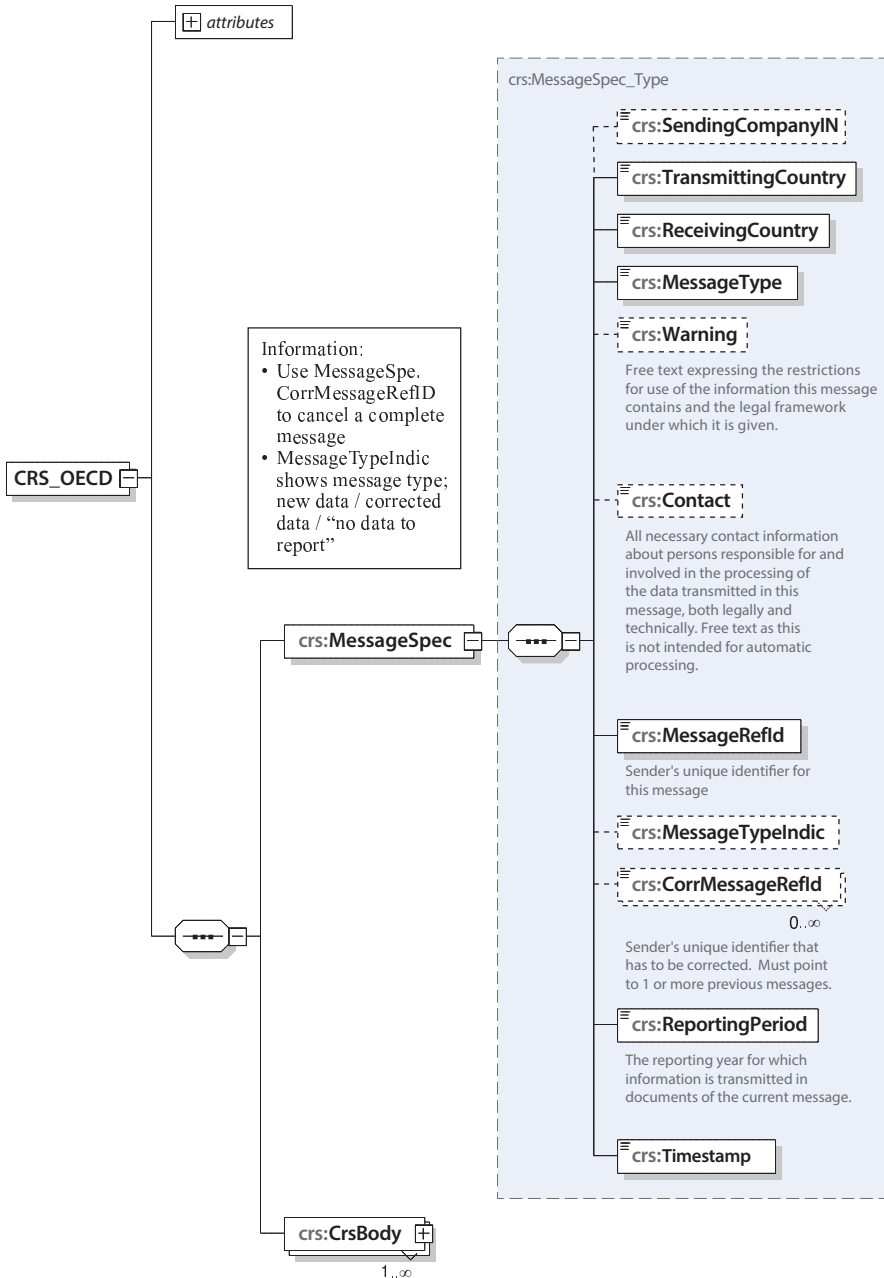 attributes
crs:MessageSpec_Type
crs:SendingCompanyIN
crs:TransmittingCountry
crs:ReceivingCountry
crs:MessageType
crs:Warning
Free text expressing the restrictions
for use of the information this message
contains and the legal framework
under which it is given.
Information:
• Use MessageSpe.
CorrMessageRefID
to cancel a complete
message
• MessageTypeIndic
shows message type;
new data / corrected
data / “no data to
report”
CRS_OECD
crs:Contact
All necessary contact information
about persons responsible for and
involved in the processing of
the data transmitted in this
message, both legally and
technically. Free text as this
is not intended for automatic
processing.
crs:MessageSpec
crs:MessageRefId
Sender's unique identifier for
this message
crs:MessageTypeIndic
crs:CorrMessageRefId
0..∞
Sender's unique identifier that
has to be corrected.  Must point
to 1 or more previous messages.
crs:ReportingPeriod
The reporting year for which
information is transmitted in
documents of the current message.
crs:Timestamp
crs:CrsBody
1..∞